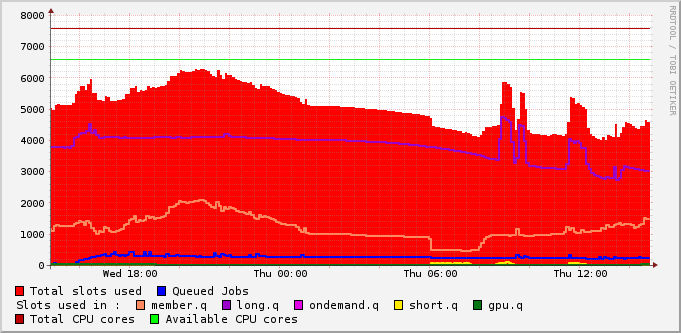 8000
7000
6000
5000
4000
3000
2000
1000
0
Wed 18:00 Thu 00:00 Thu 06:00 Thu 12:00
Total slots used Queued Jobs
Slots used in : member.q long.q ondemand.q short.q gpu.q
Total CPU cores Available CPU cores
RRDTOOL / TOBI OETIKER